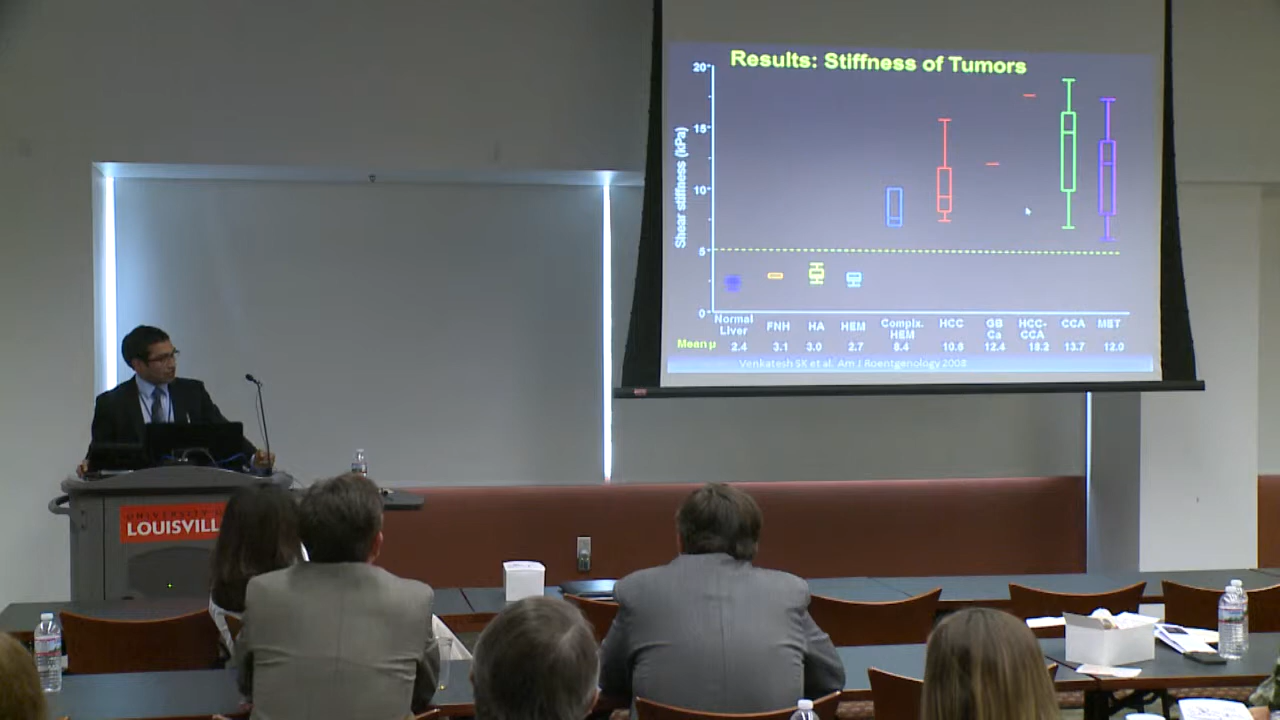 Results: Stiffness of Tumors
20
15
10
5
0
Shear stiffness (kPa)
Normal Liver FNH HA HEM Complx. HEM HCC GB Ca HCC-CCA CCA MET
Mean μ 2.4 3.1 3.0 2.7 8.4 10.6 12.4 18.2 13.7 12.0
Venkatesh SK et al. Am J Roentgenology 2008
UNIVERSITY OF
LOUISVILL